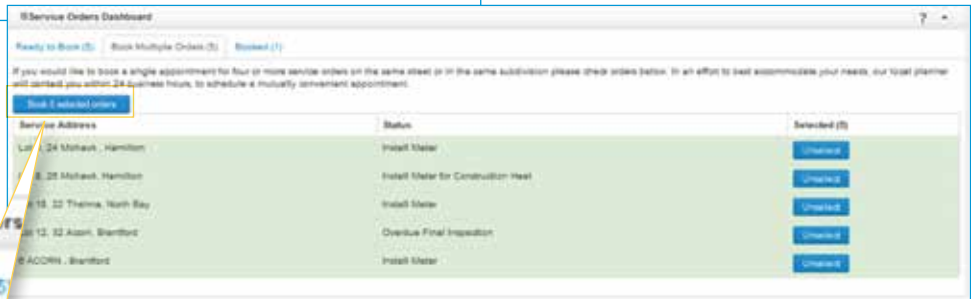 Service Orders Dashboard ?
Ready to Book (5) Book Multiple Orders (5) Booked (1)
If you would like to book a single appointment for four or more service orders on the same street or in the same subdivision please check orders below. In an effort to best accommodate your needs, our local planner
will contact you within 24 business hours, to schedule a mutually convenient appointment.
Book 5 selected orders
Service Address Status Selected (5)
24 Mohawk , Hamilton Install Meter Unselect
Mohawk, Hamilton Install Meter for Construction Heat Unselect
22 Thelma, North Bay Install Meter Unselect
12, 32 Acorn, Brantford Overdue Final Inspection Unselect
ACORN , Brantford Install Meter Unselect
rs